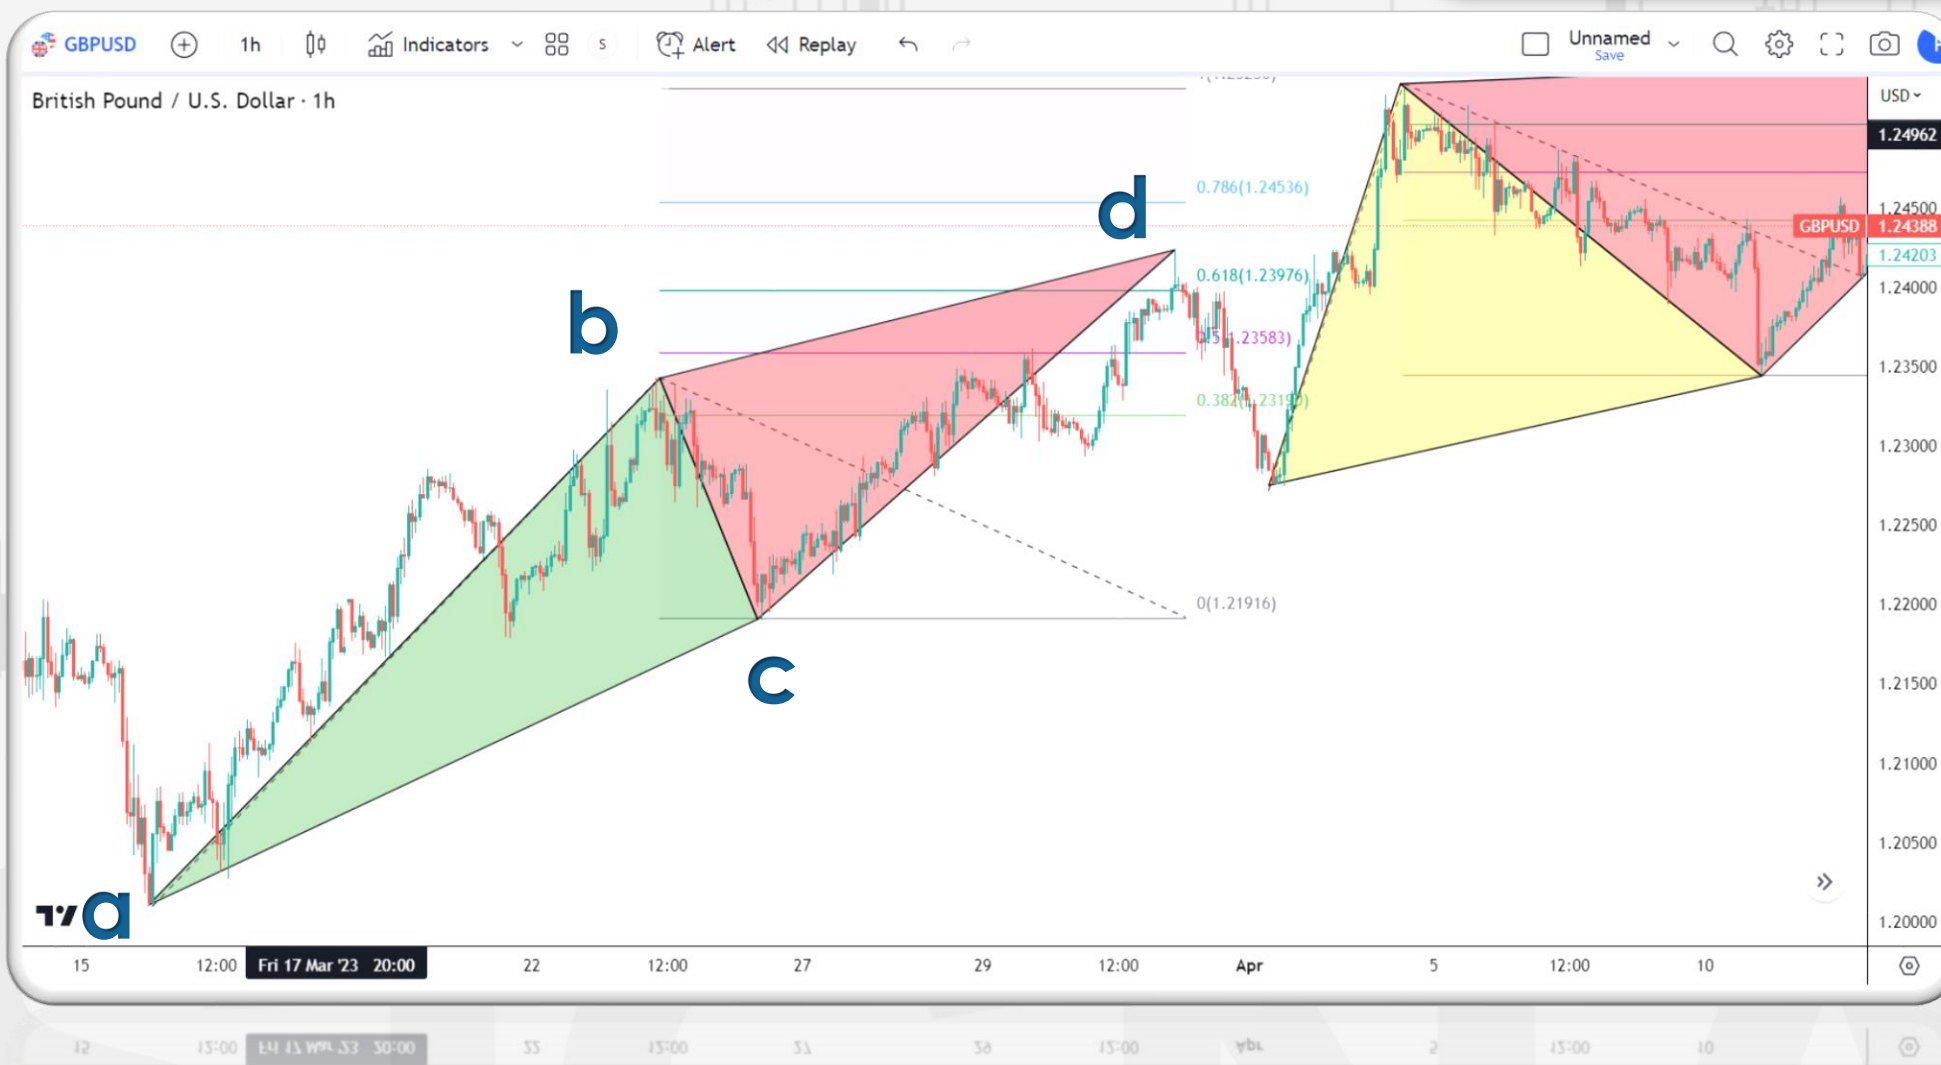 GBPUSD 1h Indicators S Alert Replay Unnamed
Save
British Pound / U.S. Dollar · 1h
USD
1.24962
0.786(1.24536)
d
1.24500
GBPUSD 1.24388
1.24203
0.618(1.23976)
1.24000
b
1.23583)
1.23500
1.23000
1.22500
0(1.21916)
1.22000
c
1.21500
1.21000
1.20500
a
1.20000
15 12:00 Fri 17 Mar '23 20:00 22 12:00 27 29 12:00 Apr 5 12:00 10